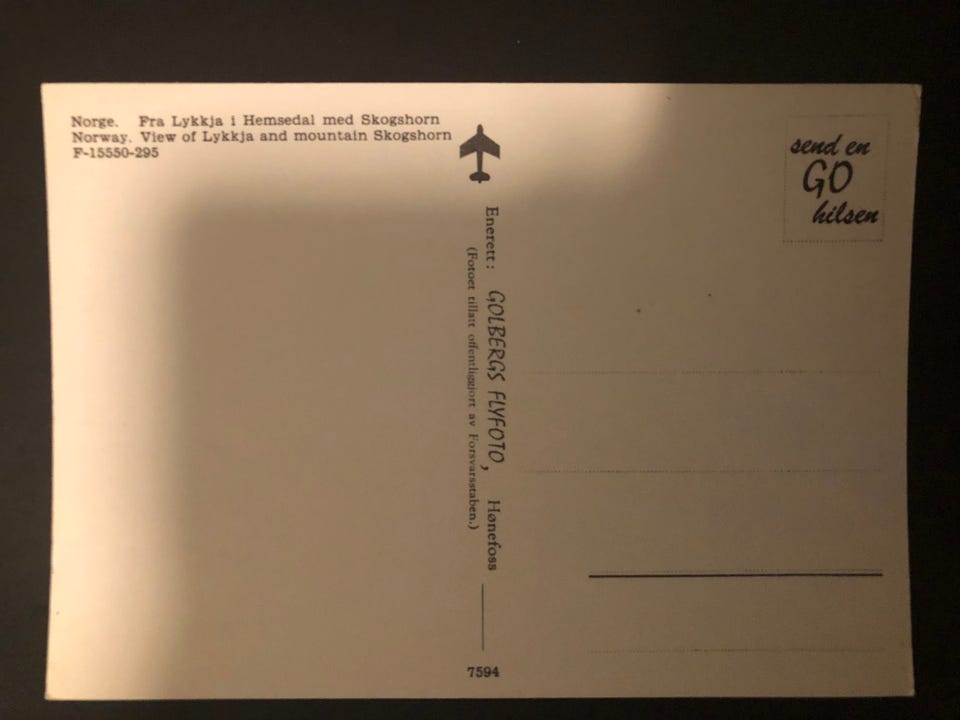 Norge. Fra Lykkja i Hemsedal med Skogshorn
Norway. View of Lykkja and mountain Skogshorn
F-15550-295
send en
GO
hilsen
Enerett: GOLBERGS FLYFOTO, Hønefoss
(Fotoet tillatt offentliggjort av Forsvarsstaben.)
7594